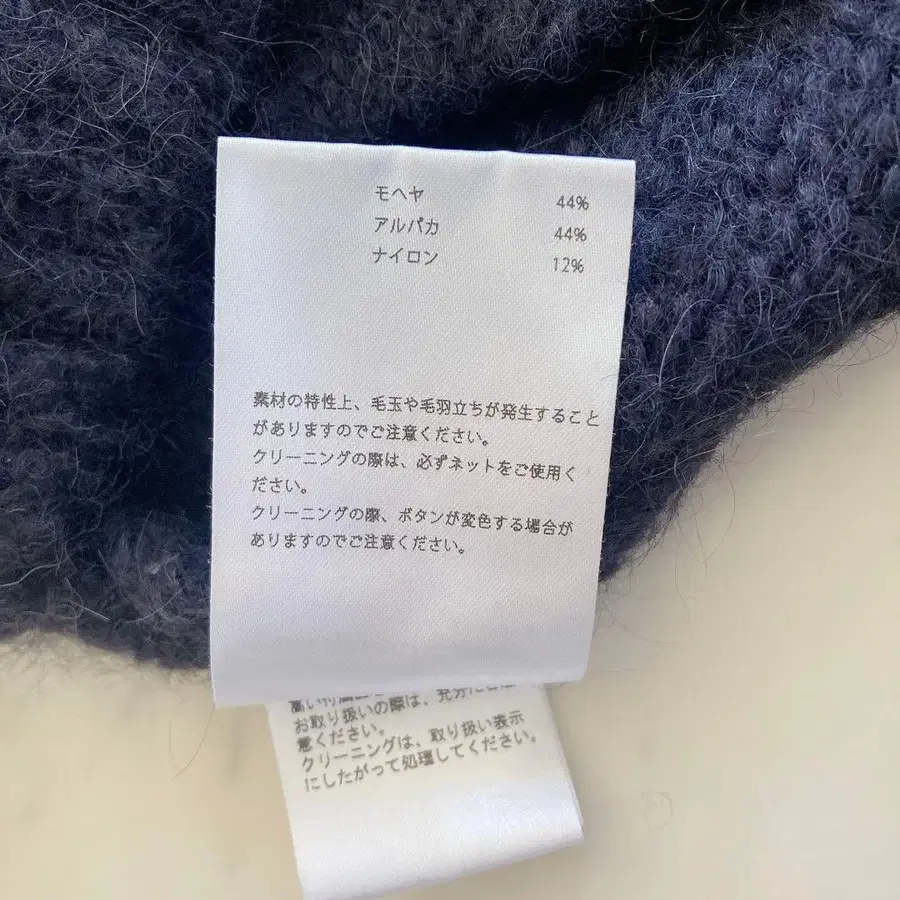 モヘヤ 44%
アルパカ 44%
ナイロン 12%
素材の特性上、毛玉や毛羽立ちが発生すること
がありますのでご注意ください。
クリーニングの際は、必ずネットをご使用く
ださい。
クリーニングの際、ボタンが変色する場合が
ありますのでご注意ください。
お取り扱いの際は、充分に
意ください。
クリーニングは、取り扱い表示
にしたがって処理してください。